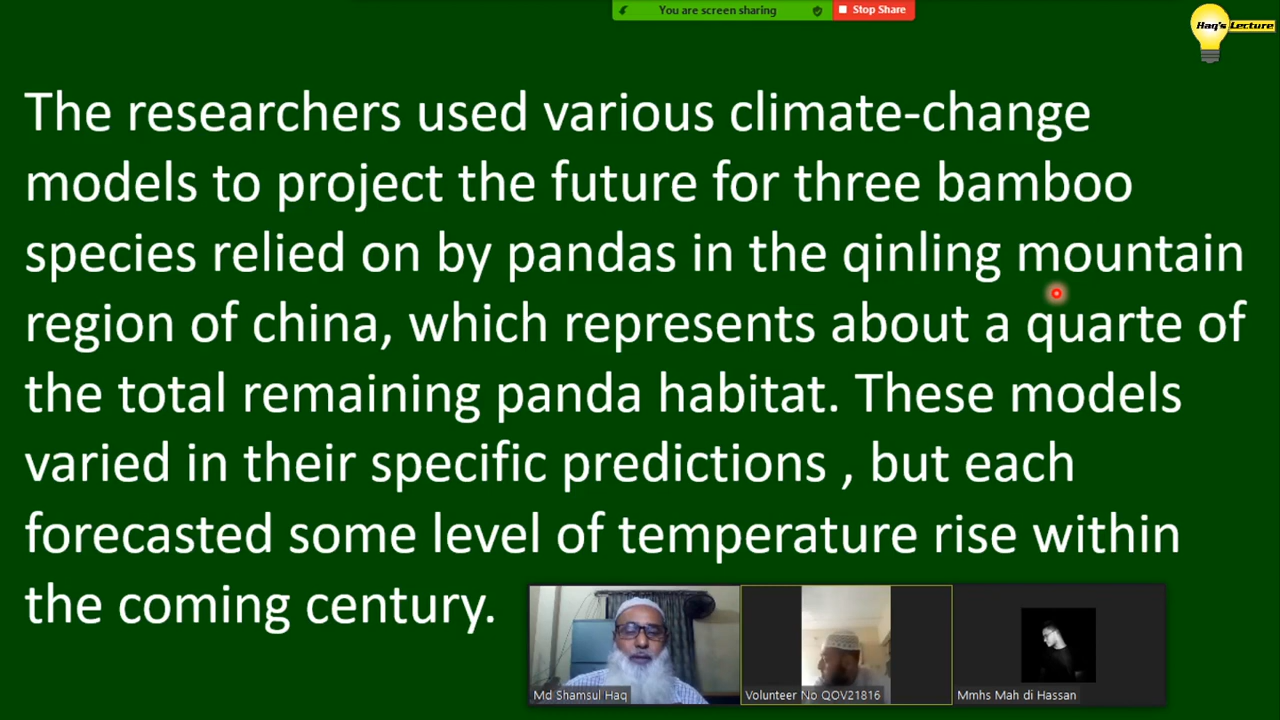 You are screen sharing
Stop Share
Haq's Lecture
The researchers used various climate-change
models to project the future for three bamboo
species relied on by pandas in the qinling mountain
region of china, which represents about a quarte of
the total remaining panda habitat. These models
varied in their specific predictions , but each
forecasted some level of temperature rise within
the coming century.
Md Shamsul Haq
Volunteer No QOV21816
Mmhs Mah di Hassan